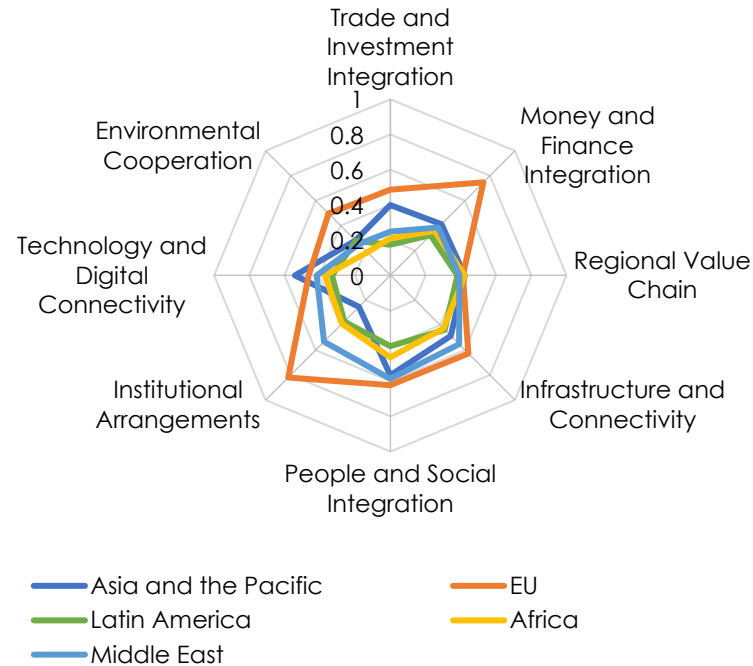 Trade and
Investment
Integration
Money and
Finance
Integration
Regional Value
Chain
Infrastructure and
Connectivity
People and Social
Integration
Institutional
Arrangements
Technology and
Digital
Connectivity
Environmental
Cooperation
1
0.8
0.6
0.4
0.2
0
Asia and the Pacific
EU
Latin America
Africa
Middle East